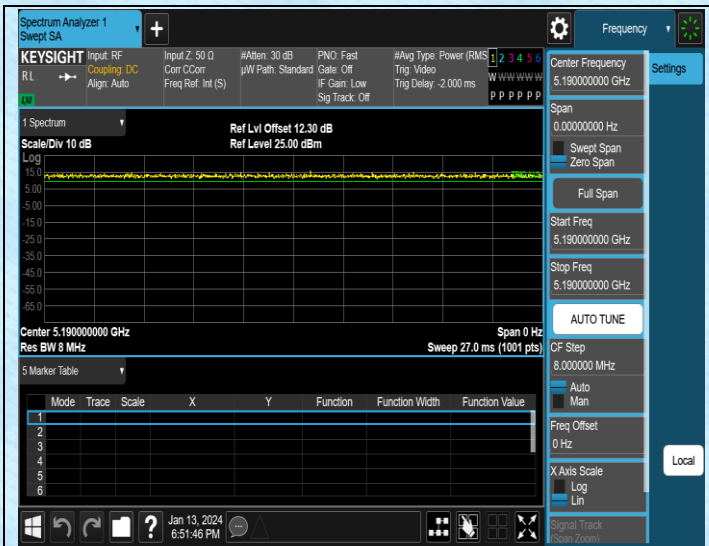 Spectrum Analyzer 1
Swept SA
Frequency
KEYSIGHT
RL
Input: RF
Coupling: DC
Align: Auto
Input Z: 50 Ω
Corr CCorr
Freq Ref: Int (S)
#Atten: 30 dB
µW Path: Standard
PNO: Fast
Gate: Off
IF Gain: Low
Sig Track: Off
#Avg Type: Power (RMS
Trig: Video
Trig Delay: -2.000 ms
1 2 3 4 5 6
W W W W W W
P P P P P P
1 Spectrum
Scale/Div 10 dB
Ref Lvl Offset 12.30 dB
Ref Level 25.00 dBm
Log
15.0
5.00
-5.00
-15.0
-25.0
-35.0
-45.0
-55.0
-65.0
Center 5.190000000 GHz
Res BW 8 MHz
Span 0 Hz
Sweep 27.0 ms (1001 pts)
5 Marker Table
Mode Trace Scale X Y Function Function Width Function Value
1
2
3
4
5
6
Jan 13, 2024
6:51:46 PM
Center Frequency
5.190000000 GHz
Span
0.00000000 Hz
Swept Span
Zero Span
Full Span
Start Freq
5.190000000 GHz
Stop Freq
5.190000000 GHz
AUTO TUNE
CF Step
8.000000 MHz
Auto
Man
Freq Offset
0 Hz
X Axis Scale
Log
Lin
Signal Track
(Span Zoom)
Settings
Local